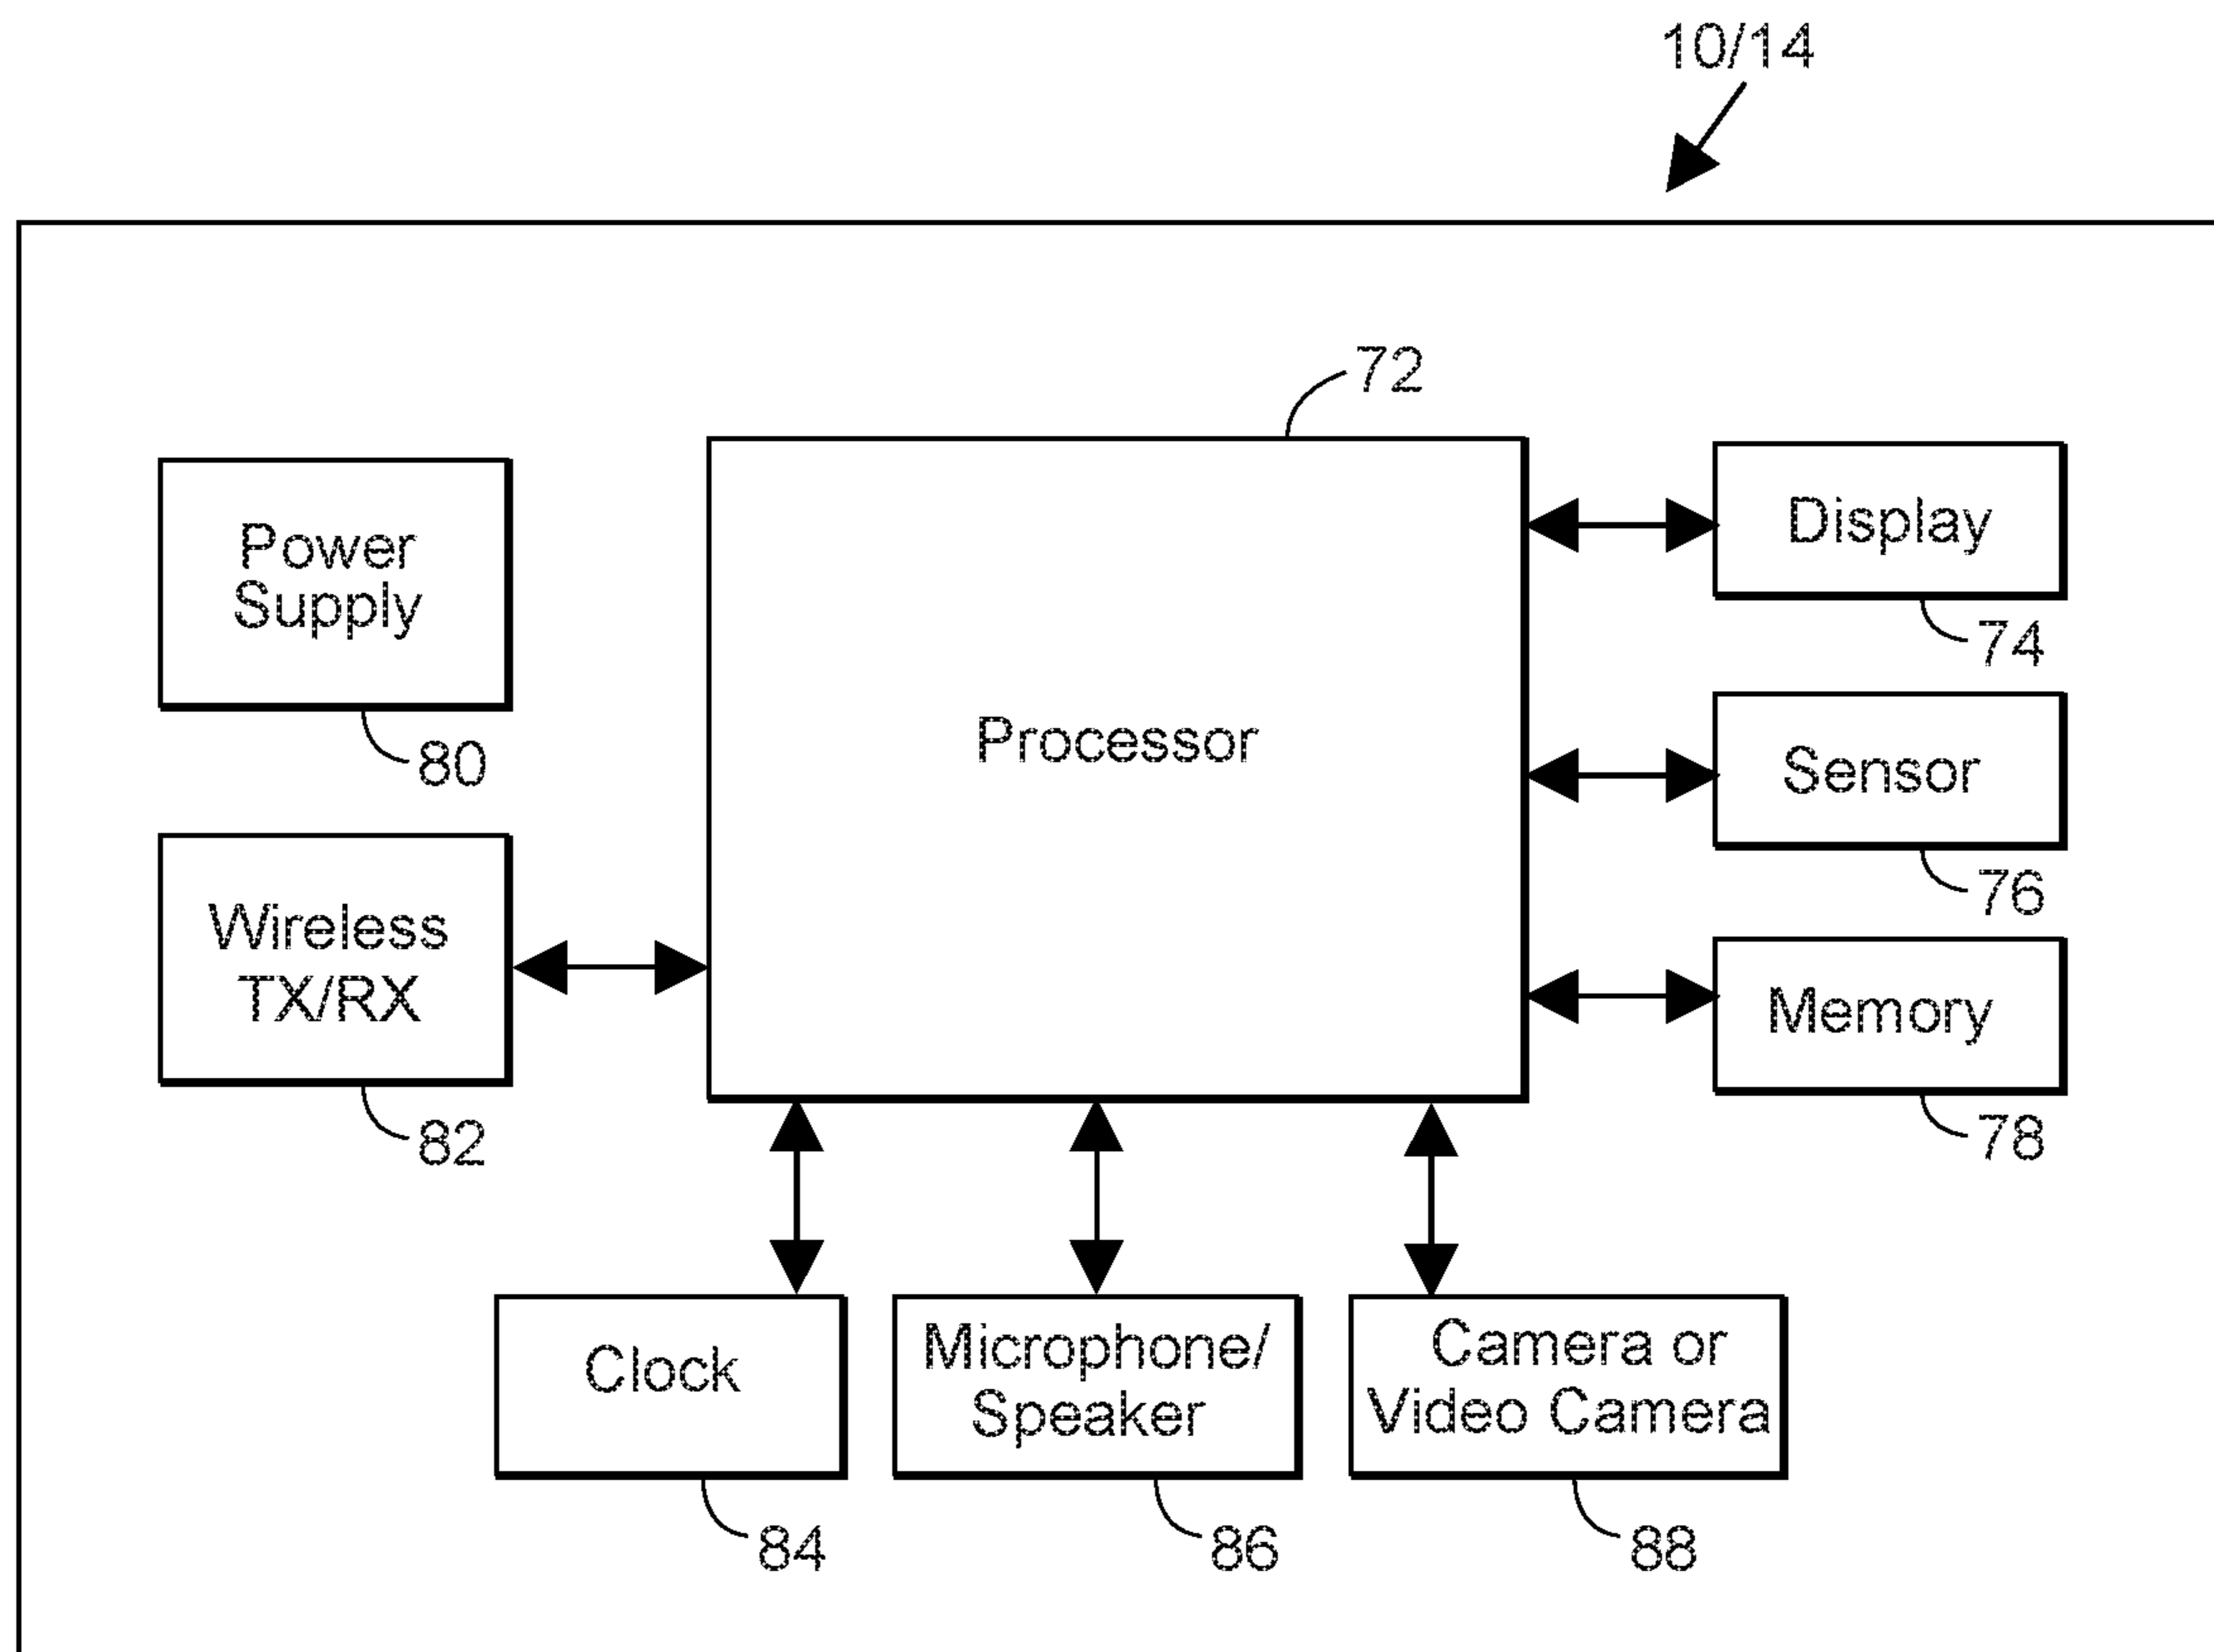 10/14
72
Power
Supply
80
Processor
Display
74
Sensor
76
Wireless
TX/RX
82
Memory
78
Clock
84
Microphone/
Speaker
86
Camera or
Video Camera
88